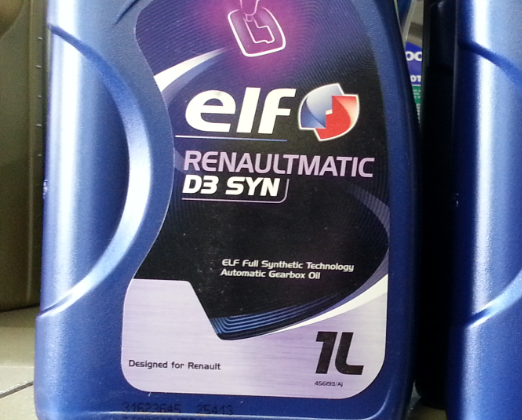 elf
RENAULTMATIC
D3 SYN
ELF Full Synthetic Technology
Automatic Gearbox Oil
1L
Designed for Renault